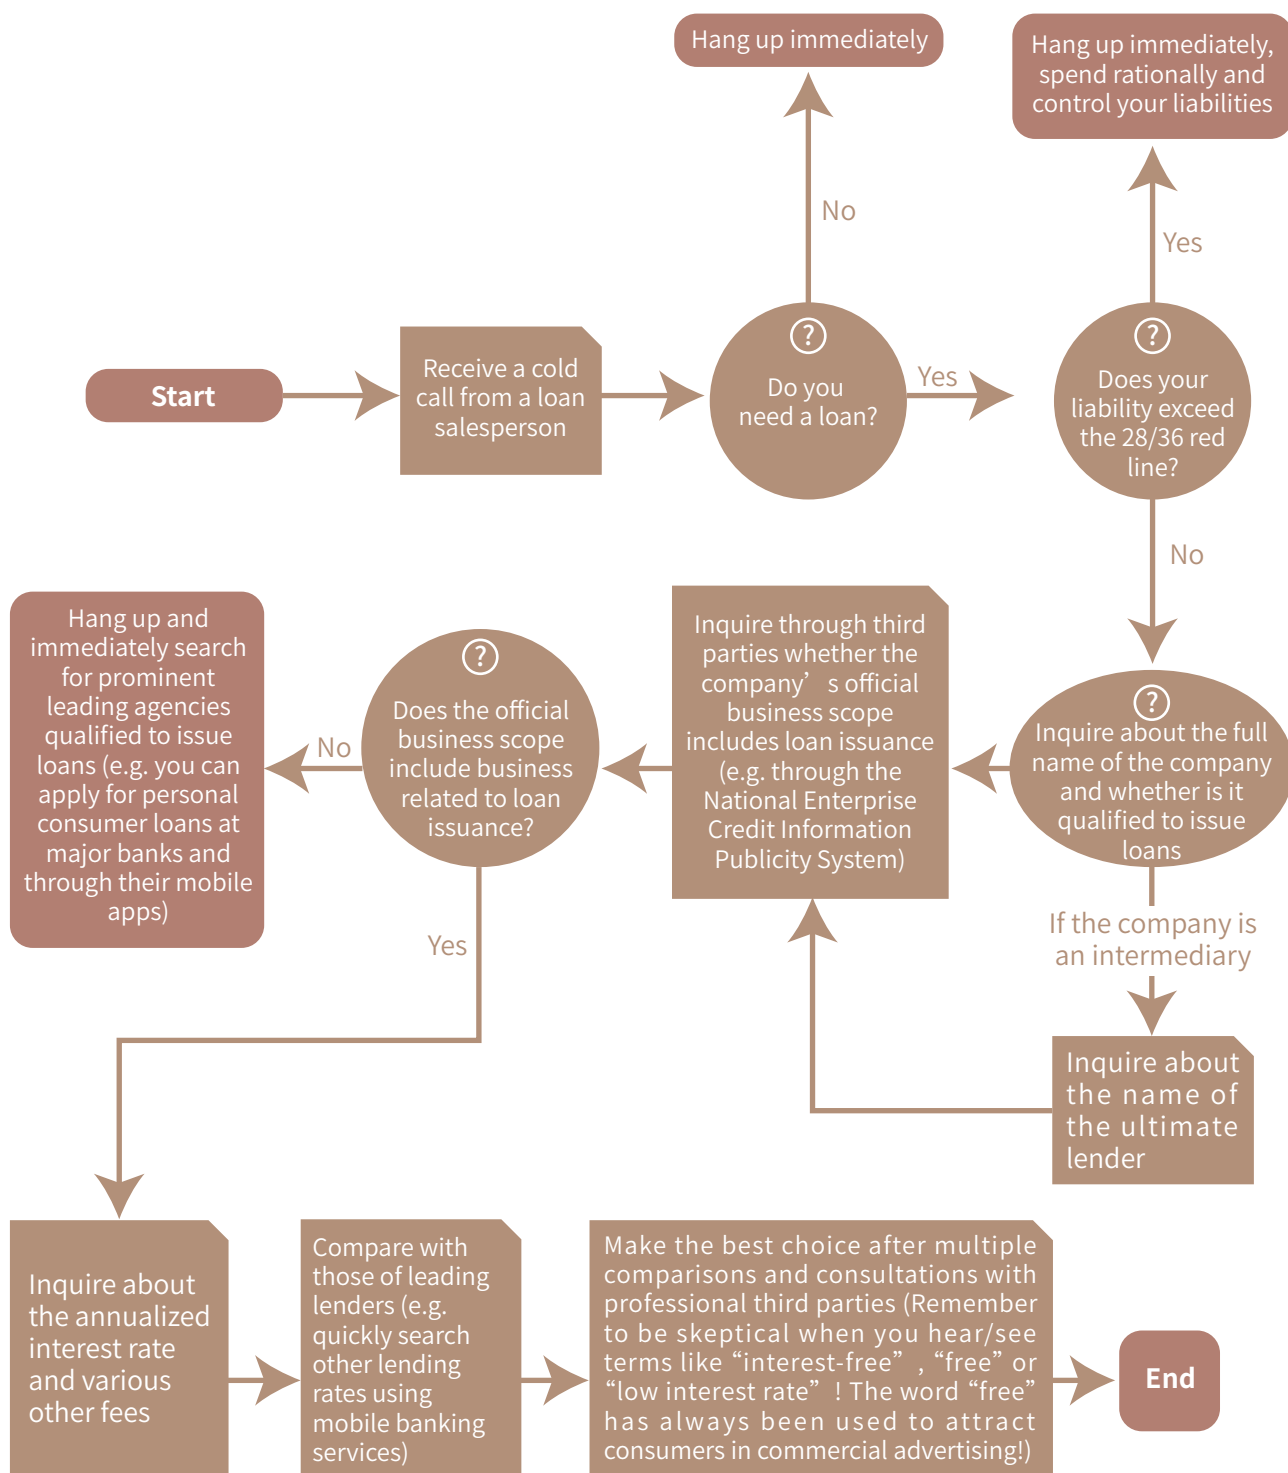 Hang up immediately
Hang up immediately,
spend rationally and
control your liabilities
No
Yes
Start
Receive a cold
call from a loan
salesperson
?
Do you
need a loan?
Yes
?
Does your
liability exceed
the 28/36 red
line?
No
Hang up and
immediately search
for prominent
leading agencies
qualified to issue
loans (e.g. you can
apply for personal
consumer loans at
major banks and
through their mobile
apps)
No
?
Does the official
business scope
include business
related to loan
issuance?
Inquire through third
parties whether the
company’s official
business scope
includes loan issuance
(e.g. through the
National Enterprise
Credit Information
Publicity System)
?
Inquire about the full
name of the company
and whether is it
qualified to issue
loans
Yes
If the company is
an intermediary
Inquire about
the name of
the ultimate
lender
Inquire about
the annualized
interest rate
and various
other fees
Compare with
those of leading
lenders (e.g.
quickly search
other lending
rates using
mobile banking
services)
Make the best choice after multiple
comparisons and consultations with
professional third parties (Remember
to be skeptical when you hear/see
terms like “interest-free”, “free” or
“low interest rate”! The word “free”
has always been used to attract
consumers in commercial advertising!)
End